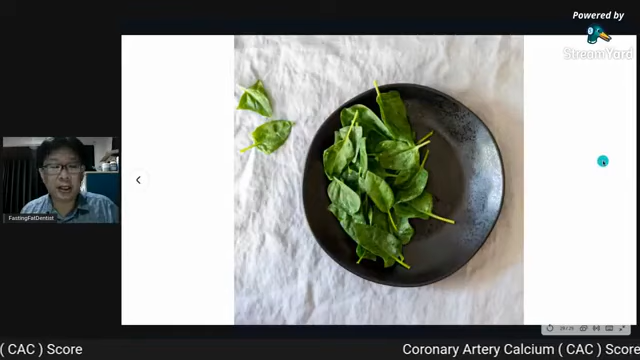 Powered by
StreamYard
FastingFatDentist
( CAC ) Score
Coronary Artery Calcium ( CAC ) Score